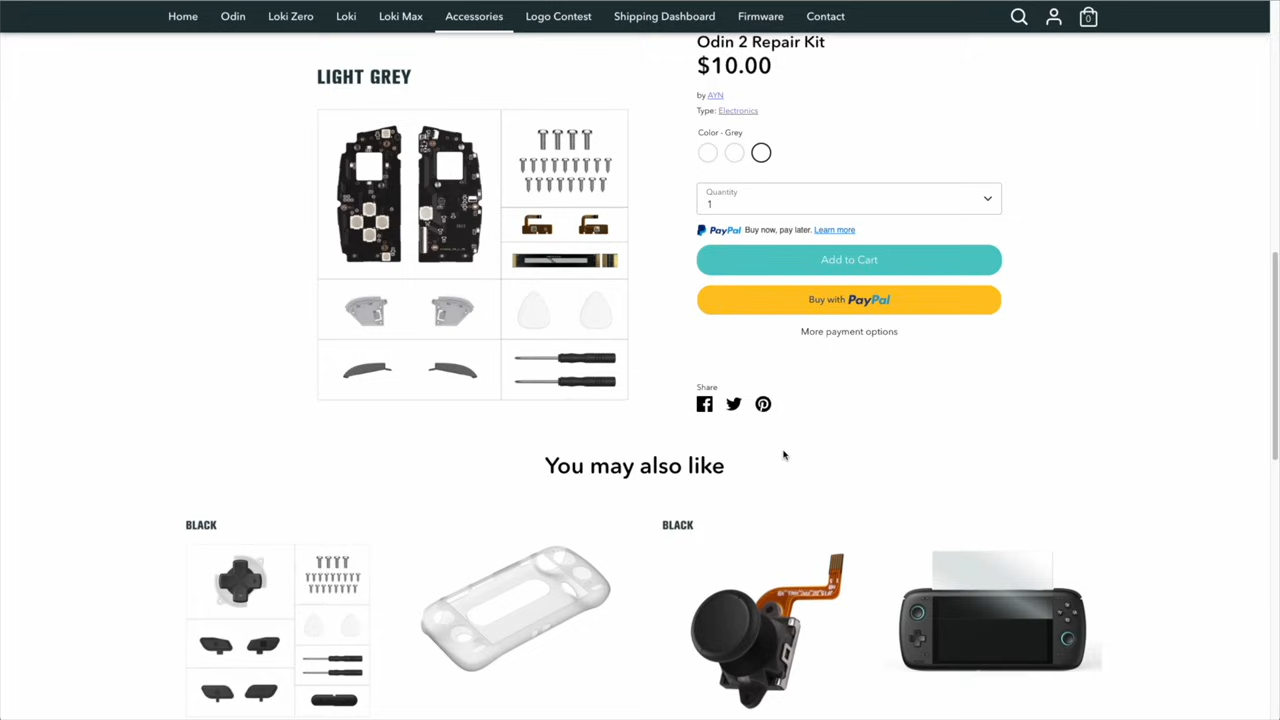 Home Odin Loki Zero Loki Loki Max Accessories Logo Contest Shipping Dashboard Firmware Contact 0
Odin 2 Repair Kit
$10.00
LIGHT GREY
by AYN
Type: Electronics
Color - Grey
Quantity
1
PayPal Buy now, pay later. Learn more
Add to Cart
Buy with PayPal
More payment options
Share
You may also like
BLACK BLACK